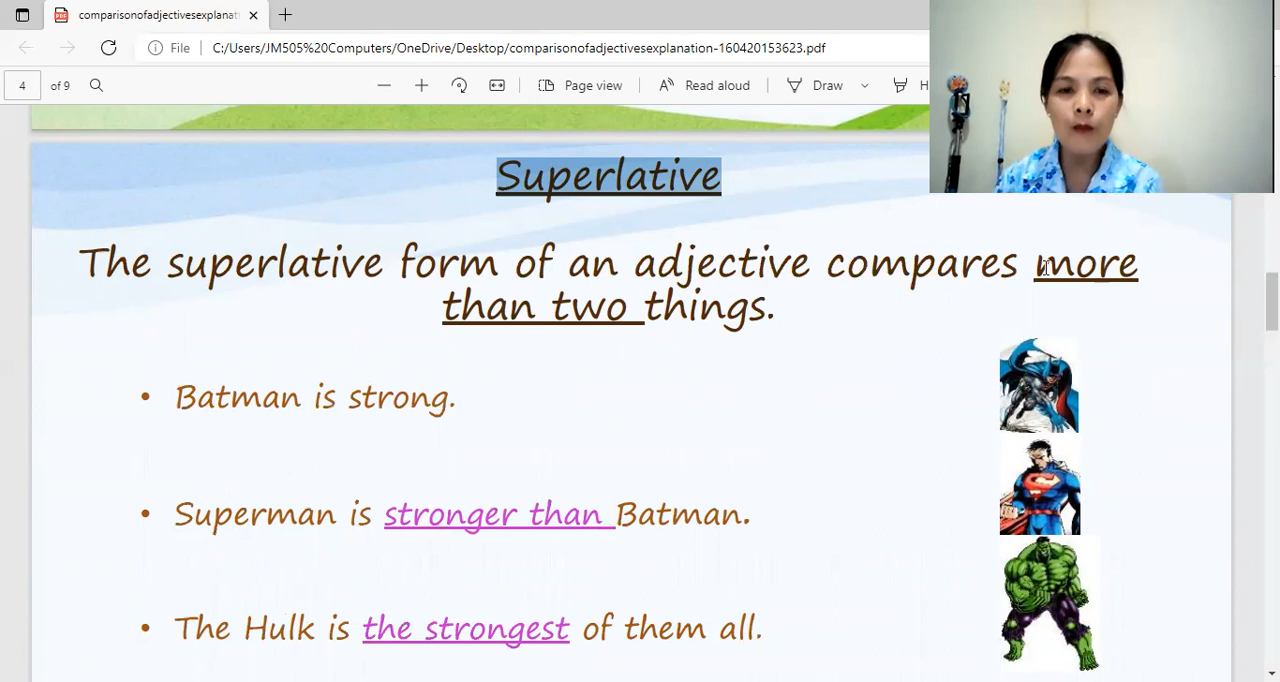 comparisonofadjectivesexplanat
File
C:/Users/JM505%20Computers/OneDrive/Desktop/comparisonofadjectivesexplanation-160420153623.pdf
4 of 9
Page view
Read aloud
Draw
H
Superlative
The superlative form of an adjective compares more
than two things.
• Batman is strong.
• Superman is stronger than Batman.
• The Hulk is the strongest of them all.